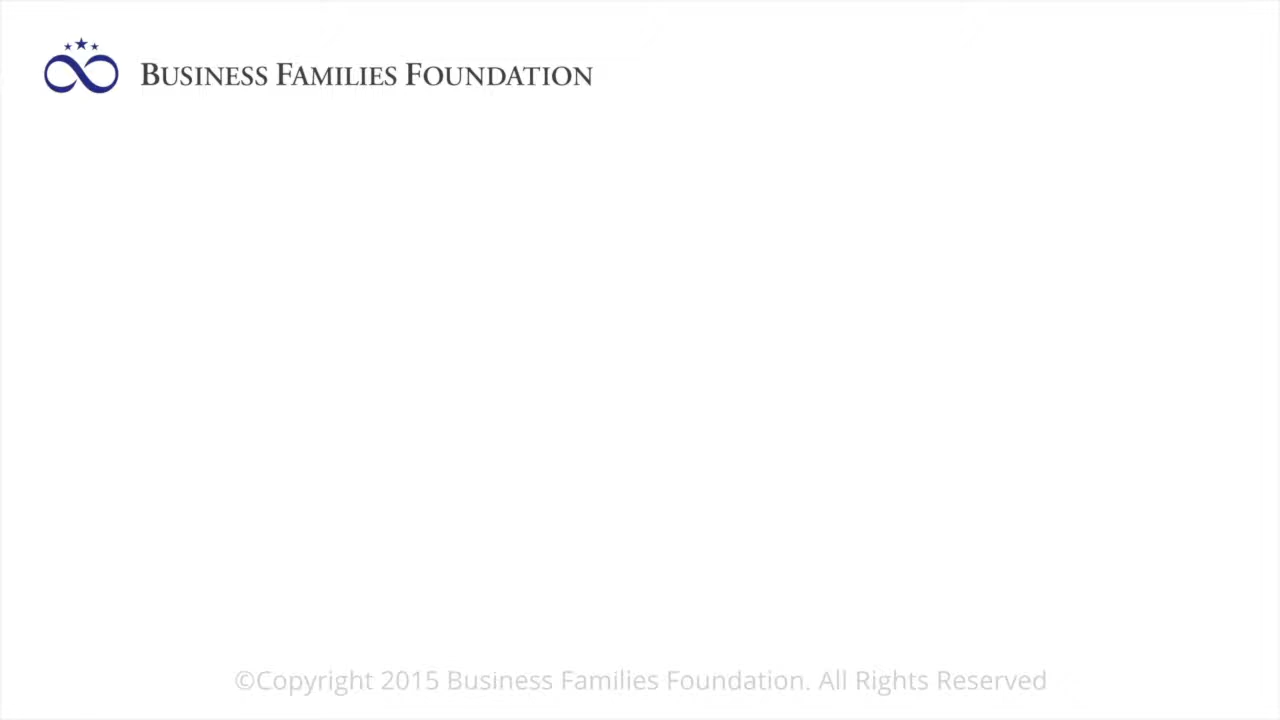 BUSINESS FAMILIES FOUNDATION
©Copyright 2015 Business Families Foundation. All Rights Reserved